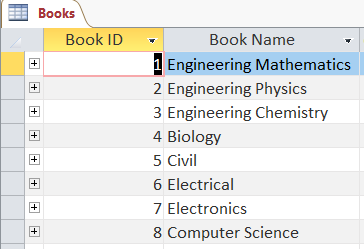 Books
Book ID Book Name
1 Engineering Mathematics
2 Engineering Physics
3 Engineering Chemistry
4 Biology
5 Civil
6 Electrical
7 Electronics
8 Computer Science